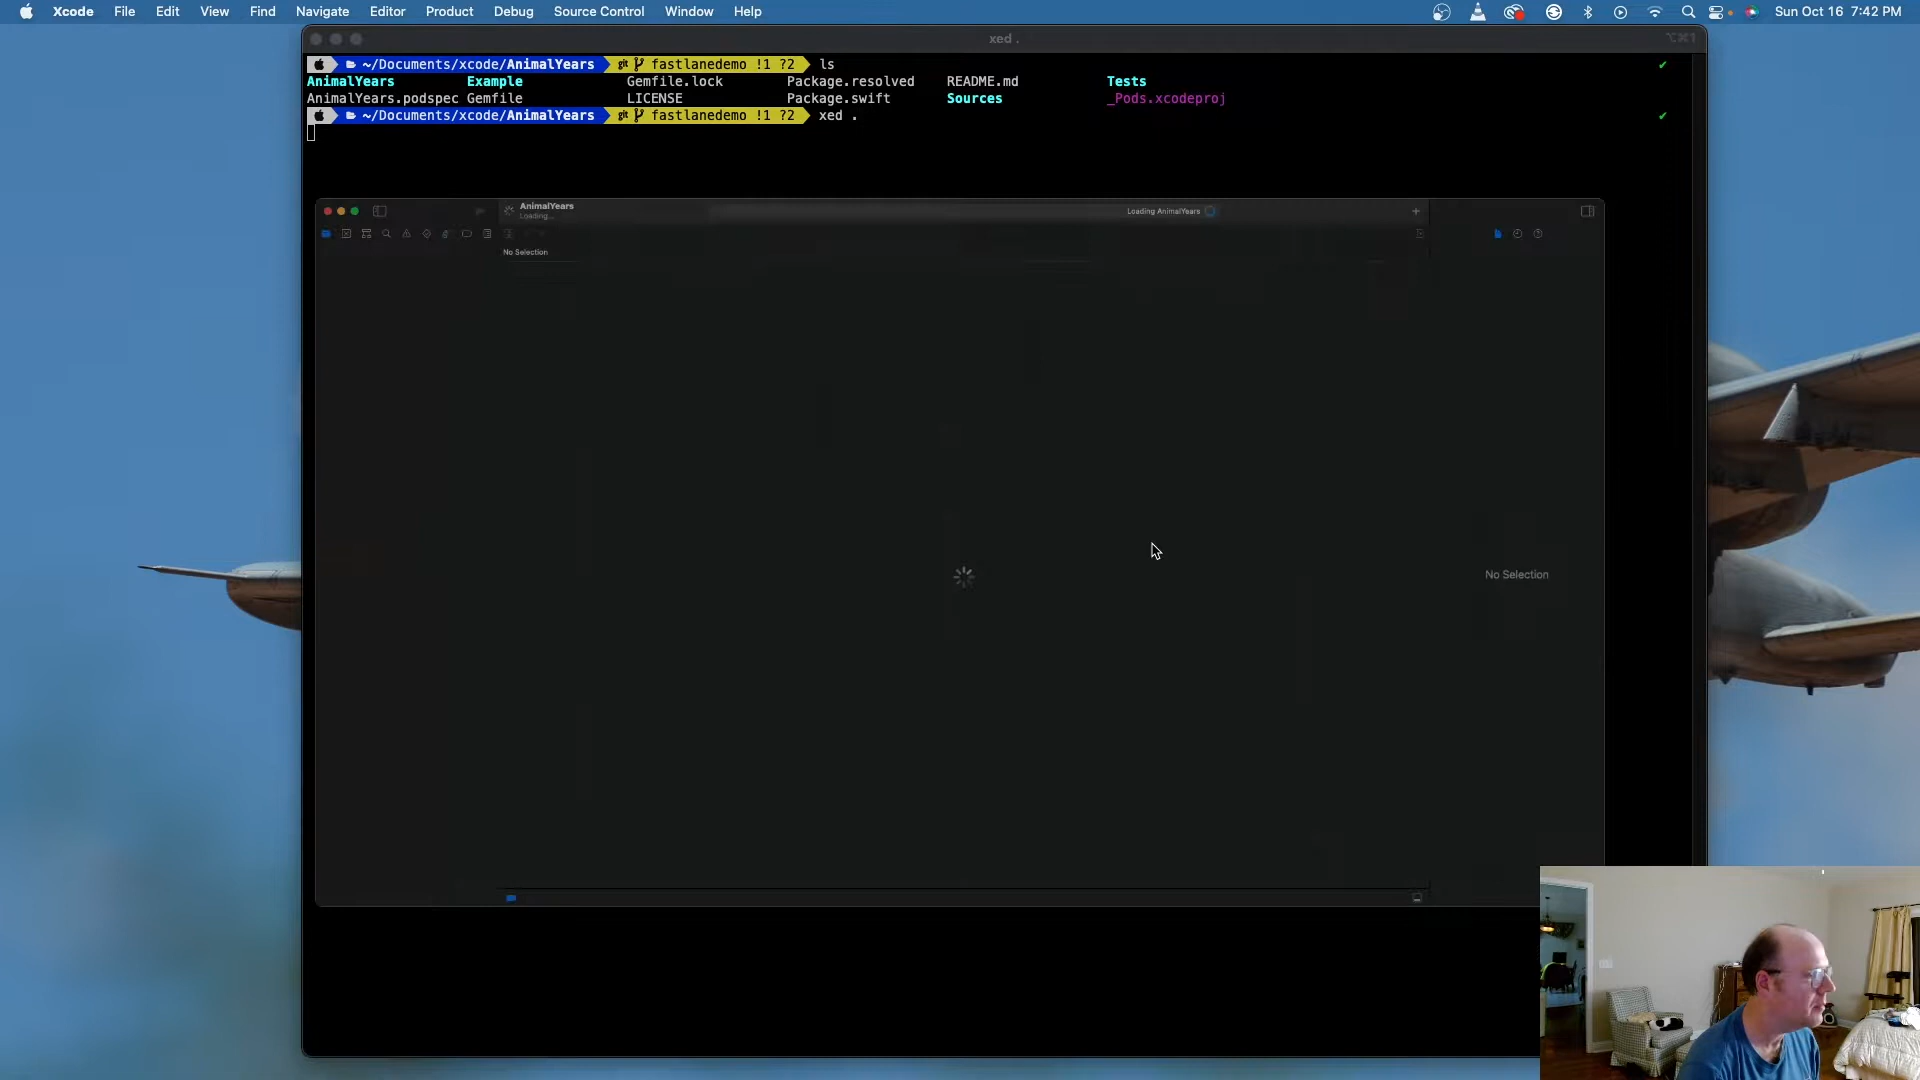 Xcode File Edit View Find Navigate Editor Product Debug Source Control Window Help Sun Oct 16 7:42 PM
xed . ⌥⌘1
~/Documents/xcode/AnimalYears git fastlanedemo !1 ?2 ls ✔
AnimalYears Example Gemfile.lock Package.resolved README.md Tests
AnimalYears.podspec Gemfile LICENSE Package.swift Sources _Pods.xcodeproj
~/Documents/xcode/AnimalYears git fastlanedemo !1 ?2 xed . ✔
AnimalYears
Loading...
Loading AnimalYears
No Selection
No Selection